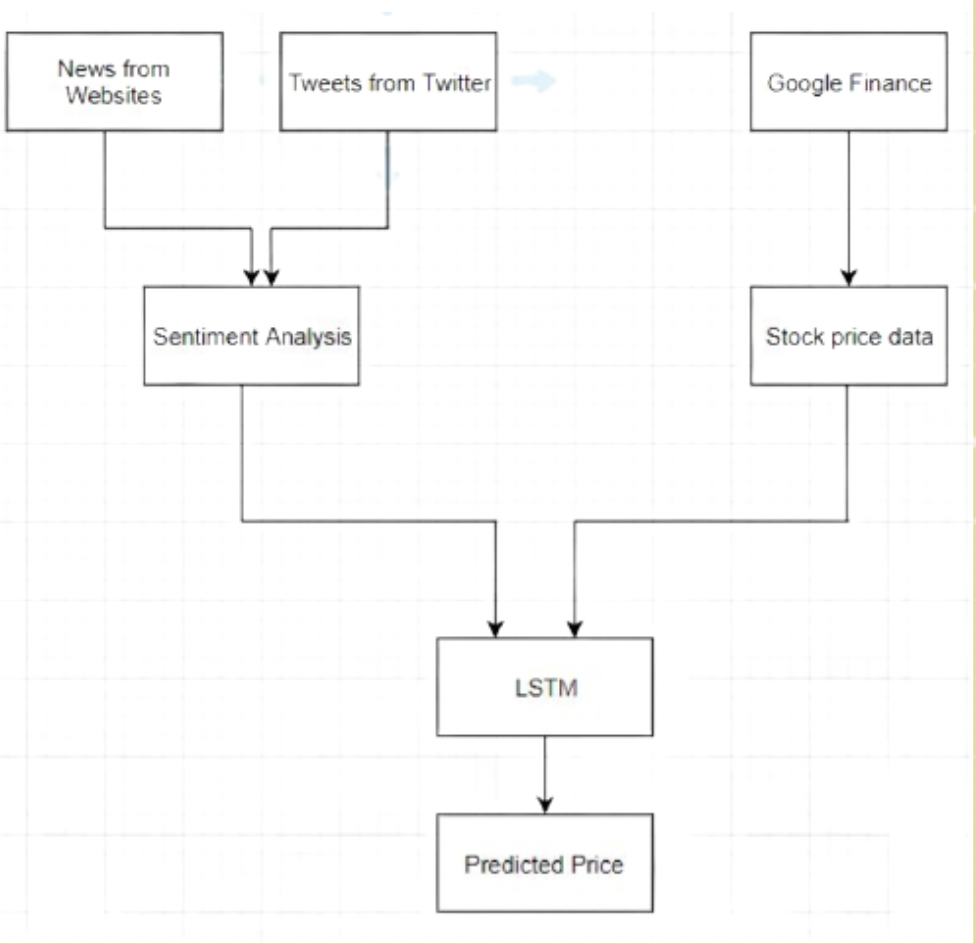 News from
Websites
Tweets from Twitter
Google Finance
Sentiment Analysis
Stock price data
LSTM
Predicted Price